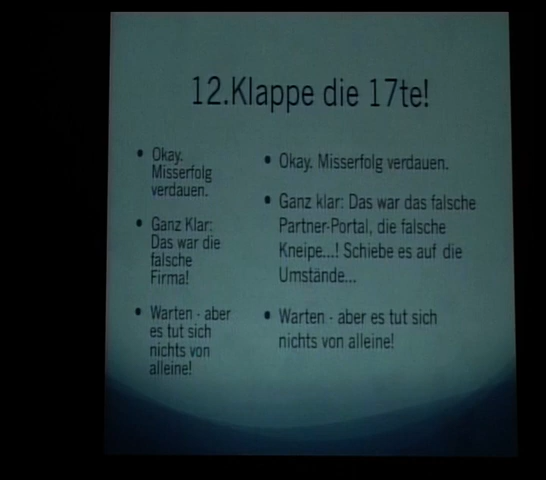 12.Klappe die 17te!
• Okay.
Misserfolg
verdauen.
• Ganz Klar:
Das war die
falsche
Firma!
• Warten - aber
es tut sich
nichts von
alleine!
• Okay. Misserfolg verdauen.
• Ganz klar: Das war das falsche
Partner-Portal, die falsche
Kneipe...! Schiebe es auf die
Umstände...
• Warten - aber es tut sich
nichts von alleine!